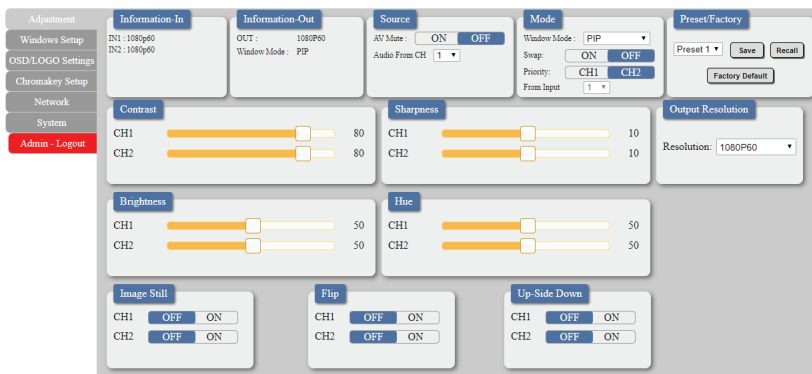 Adjustment
Windows Setup
OSD/LOGO Settings
Chromakey Setup
Network
System
Admin - Logout
Information-In
IN1 : 1080p60
IN2 : 1080p60
Information-Out
OUT : 1080P60
Window Mode : PIP
Source
AV Mute : ON OFF
Audio From CH 1
Mode
Window Mode : PIP
Swap: ON OFF
Priority: CH1 CH2
From Input 1
Preset/Factory
Preset 1 Save Recall
Factory Default
Contrast
CH1 80
CH2 80
Sharpness
CH1 10
CH2 10
Output Resolution
Resolution: 1080P60
Brightness
CH1 50
CH2 50
Hue
CH1 50
CH2 50
Image Still
CH1 OFF ON
CH2 OFF ON
Flip
CH1 OFF ON
CH2 OFF ON
Up-Side Down
CH1 OFF ON
CH2 OFF ON